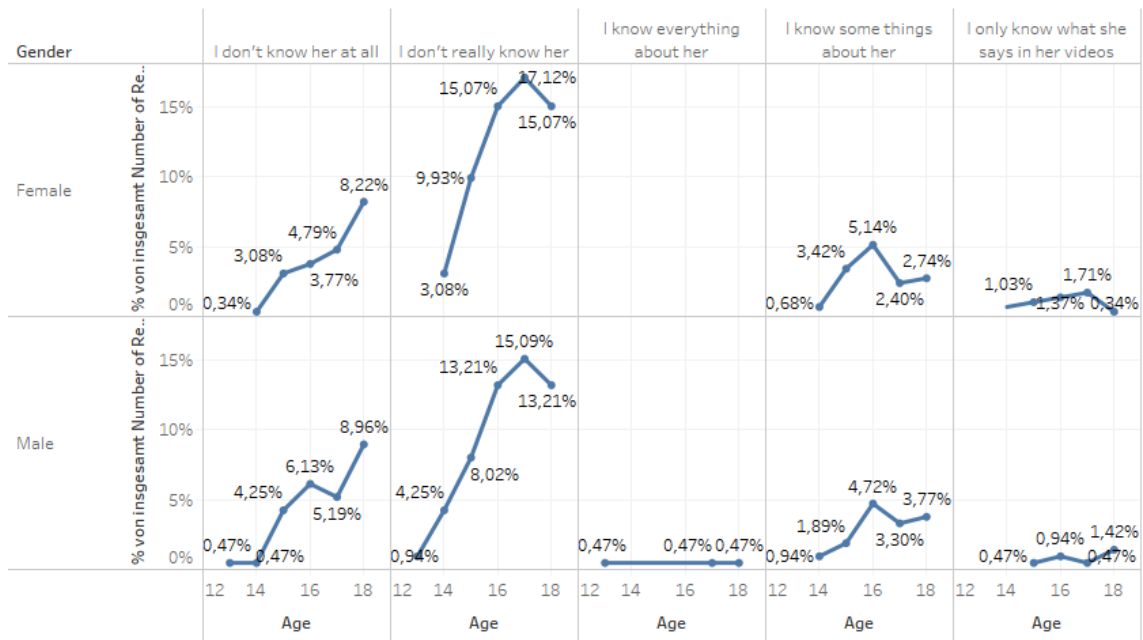 I know everything
I know some things
I only know what she
Gender
I don't know her at all
I don't really know her
about her
about her
says in her videos
Female
% von insgesamt Number of Re..
15%
10%
5%
0%
0,34%
3,08%
3,77%
4,79%
8,22%
3,08%
9,93%
15,07%
17,12%
15,07%
0,68%
3,42%
5,14%
2,40%
2,74%
1,03%
1,37%
1,71%
0,34%
Male
% von insgesamt Number of Re..
15%
10%
5%
0%
0,47%
0,47%
4,25%
6,13%
5,19%
8,96%
0,94%
4,25%
8,02%
13,21%
15,09%
13,21%
0,47%
0,47%
0,47%
0,94%
1,89%
4,72%
3,30%
3,77%
0,47%
0,94%
0,47%
1,42%
12 14 16 18
12 14 16 18
12 14 16 18
12 14 16 18
12 14 16 18
Age
Age
Age
Age
Age